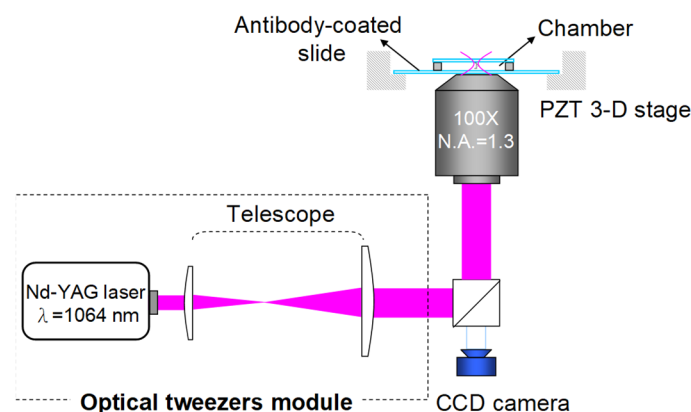 Antibody-coated
slide
Chamber
PZT 3-D stage
100X
N.A.=1.3
Telescope
Nd-YAG laser
λ=1064 nm
Optical tweezers module
CCD camera